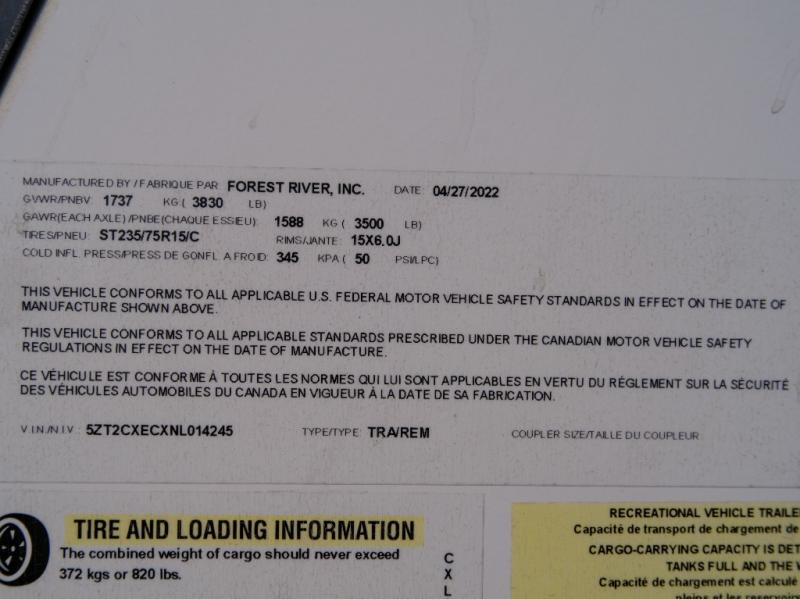 MANUFACTURED BY / FABRIQUE PAR FOREST RIVER, INC. DATE 04/27/2022
GVWR/PNBV 1737 KG ( 3830 LB)
GAWR(EACH AXLE) /PNBE(CHAQUE ESSIEU) 1588 KG ( 3500 LB)
TIRES/PNEU: ST235/75R15/C RIMS/JANTE: 15X6.0J
COLD INFL. PRESS/PRESS DE GONFL. A FROID: 345 KPA ( 50 PSI/LPC)
THIS VEHICLE CONFORMS TO ALL APPLICABLE U.S. FEDERAL MOTOR VEHICLE SAFETY STANDARDS IN EFFECT ON THE DATE OF
MANUFACTURE SHOWN ABOVE.
THIS VEHICLE CONFORMS TO ALL APPLICABLE STANDARDS PRESCRIBED UNDER THE CANADIAN MOTOR VEHICLE SAFETY
REGULATIONS IN EFFECT ON THE DATE OF MANUFACTURE.
CE VÉHICULE EST CONFORME À TOUTES LES NORMES QUI LUI SONT APPLICABLES EN VERTU DU RÉGLEMENT SUR LA SÉCURITÉ
DES VÉHICULES AUTOMOBILES DU CANADA EN VIGUEUR À LA DATE DE SA FABRICATION.
V.I.N./N.I.V.: 5ZT2CXECXNL014245 TYPE/TYPE: TRA/REM COUPLER SIZE/TAILLE DU COUPLEUR
TIRE AND LOADING INFORMATION
The combined weight of cargo should never exceed
372 kgs or 820 lbs.
C
X
L
RECREATIONAL VEHICLE TRAILE
Capacité de transport de chargement de
CARGO-CARRYING CAPACITY IS DET
TANKS FULL AND THE
Capacité de chargement est calculé
pleins et les reservoirs